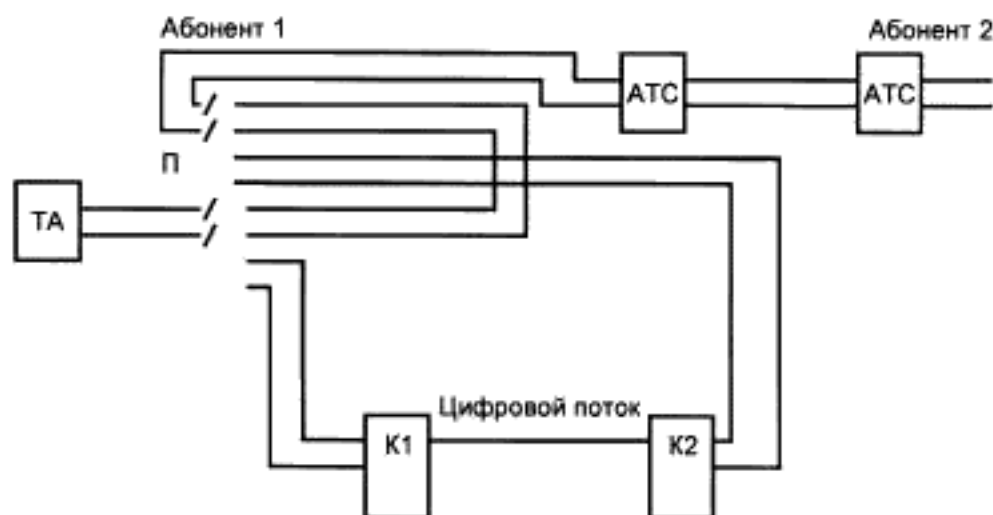 Абонент 1
Абонент 2
АТС
АТС
П
ТА
Цифровой поток
К1
К2